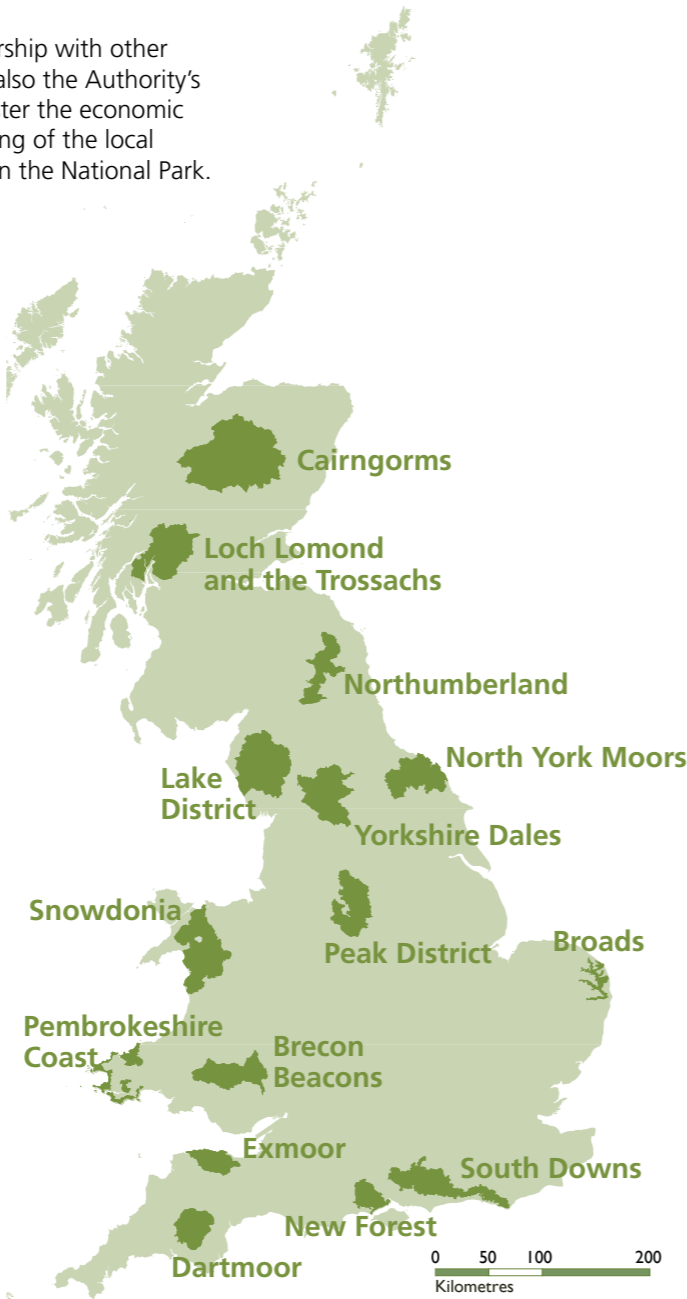 rship with other
also the Authority's
ter the economic
ng of the local
n the National Park.
Cairngorms
Loch Lomond
and the Trossachs
Northumberland
North York Moors
Lake
District
Yorkshire Dales
Snowdonia
Peak District
Broads
Pembrokeshire
Coast
Brecon
Beacons
Exmoor
South Downs
New Forest
Dartmoor
0 50 100 200
Kilometres